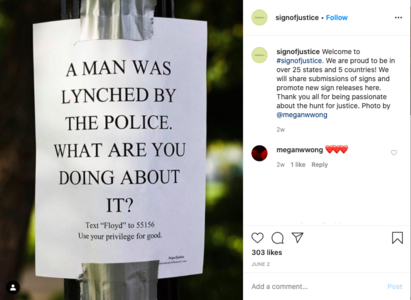 A MAN WAS
LYNCHED BY
THE POLICE.
WHAT ARE YOU
DOING ABOUT
IT?
Text “Floyd” to 55156
Use your privilege for good.
signofjustice • Follow
signofjustice Welcome to
#signofjustice. We are proud to be in
over 25 states and 5 countries! We
will share submissions of signs and
promote new sign releases here.
Thank you all for being passionate
about the hunt for justice. Photo by
@meganwwong
2w
meganwwong ❤️❤️❤️
2w 1 like Reply
303 likes
JUNE 2
Add a comment... Post